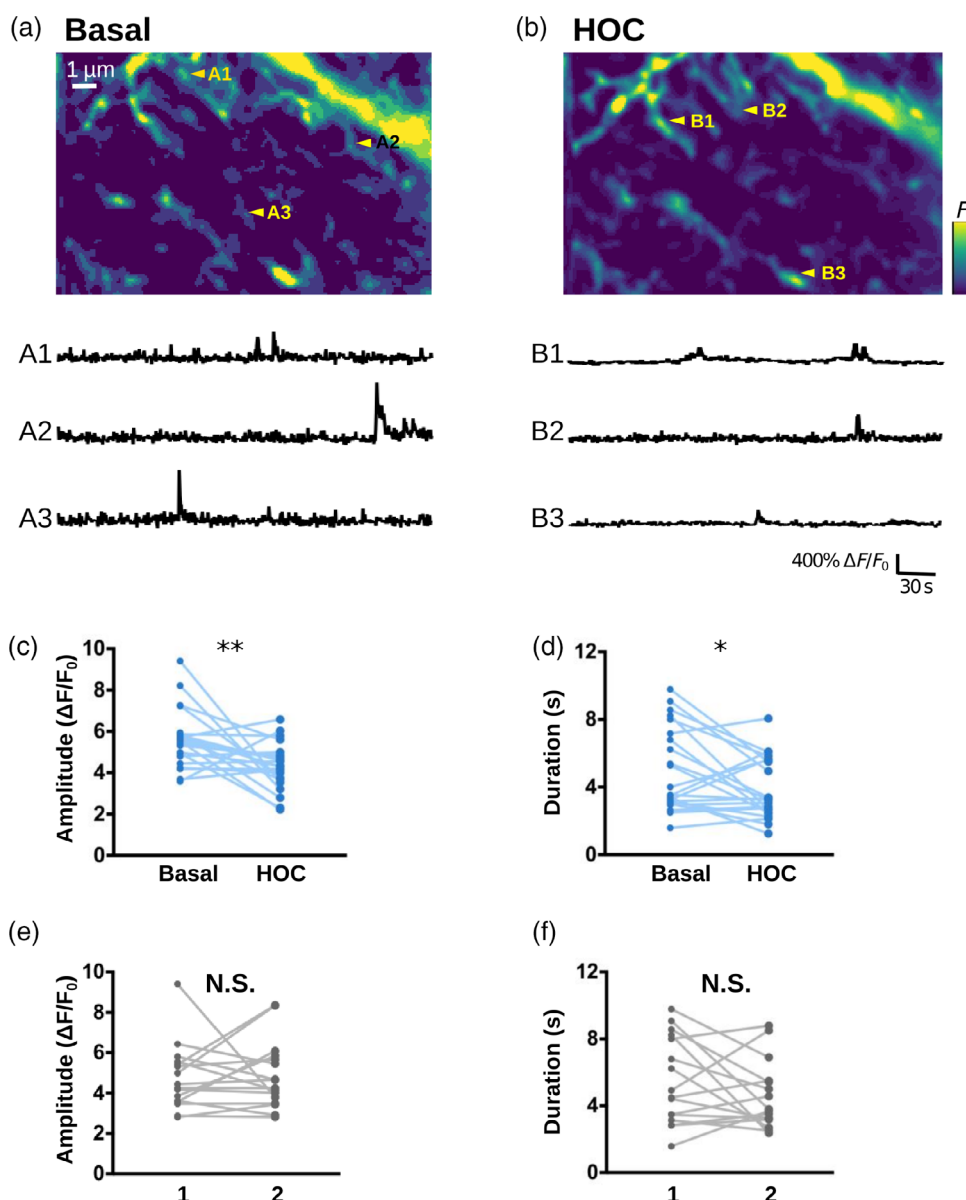 (a) Basal
1 µm
A1
A2
A3
A1
A2
A3
(b) HOC
B1
B2
B3
F
B1
B2
B3
400% ΔF/F₀
30 s
(c)
**
Amplitude (ΔF/F₀)
10
8
6
4
2
0
Basal HOC
(d)
*
Duration (s)
12
8
4
0
Basal HOC
(e)
N.S.
Amplitude (ΔF/F₀)
10
8
6
4
2
0
1 2
(f)
N.S.
Duration (s)
12
8
4
0
1 2